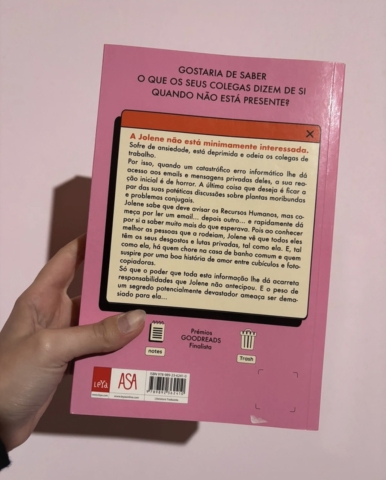 GOSTARIA DE SABER
O QUE OS SEUS COLEGAS DIZEM DE SI
QUANDO NÃO ESTÁ PRESENTE?
A Jolene não está minimamente interessada.
Sofre de ansiedade, está deprimida e odeia os colegas de
trabalho.
Por isso, quando um catastrófico erro informático lhe dá
acesso aos emails e mensagens privadas deles, a sua rea-
ção inicial é de horror. A última coisa que deseja é ficar a
par das suas patéticas discussões sobre plantas moribundas
e problemas conjugais.
Jolene sabe que deve avisar os Recursos Humanos, mas co-
meça por ler um email... depois outro... e rapidamente dá
por si a saber muito mais do que esperava. Pois ao conhecer
melhor as pessoas que a rodeiam, Jolene vê que todos eles
têm os seus desgostos e lutas privadas, tal como ela. E, tal
como ela, há quem chore na casa de banho comum e quem
suspire por uma boa história de amor entre cubículos e foto-
copiadoras.
Só que o poder que toda esta informação lhe dá acarreta
responsabilidades que Jolene não antecipou. E o peso de
um segredo potencialmente devastador ameaça ser dema-
siado para ela...
notes
Prémios
GOODREADS
Finalista
Trash
LEYA
ASA